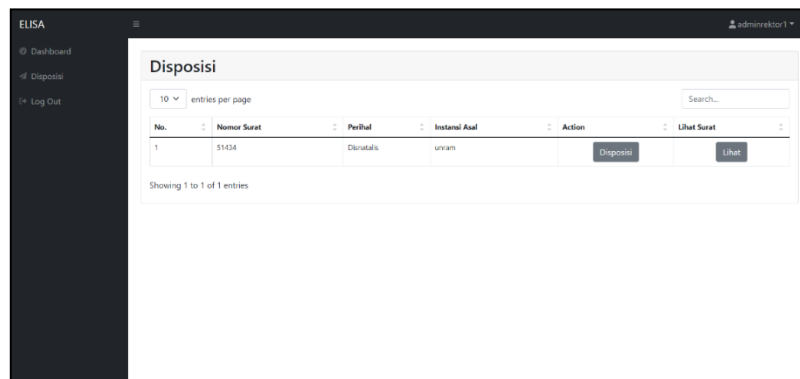 ELISA
adminrektor1
Dashboard
Disposisi
Log Out
Disposisi
10 entries per page
Search...
No. Nomor Surat Perihal Instansi Asal Action Lihat Surat
1 51434 Disnatalis unram Disposisi Lihat
Showing 1 to 1 of 1 entries